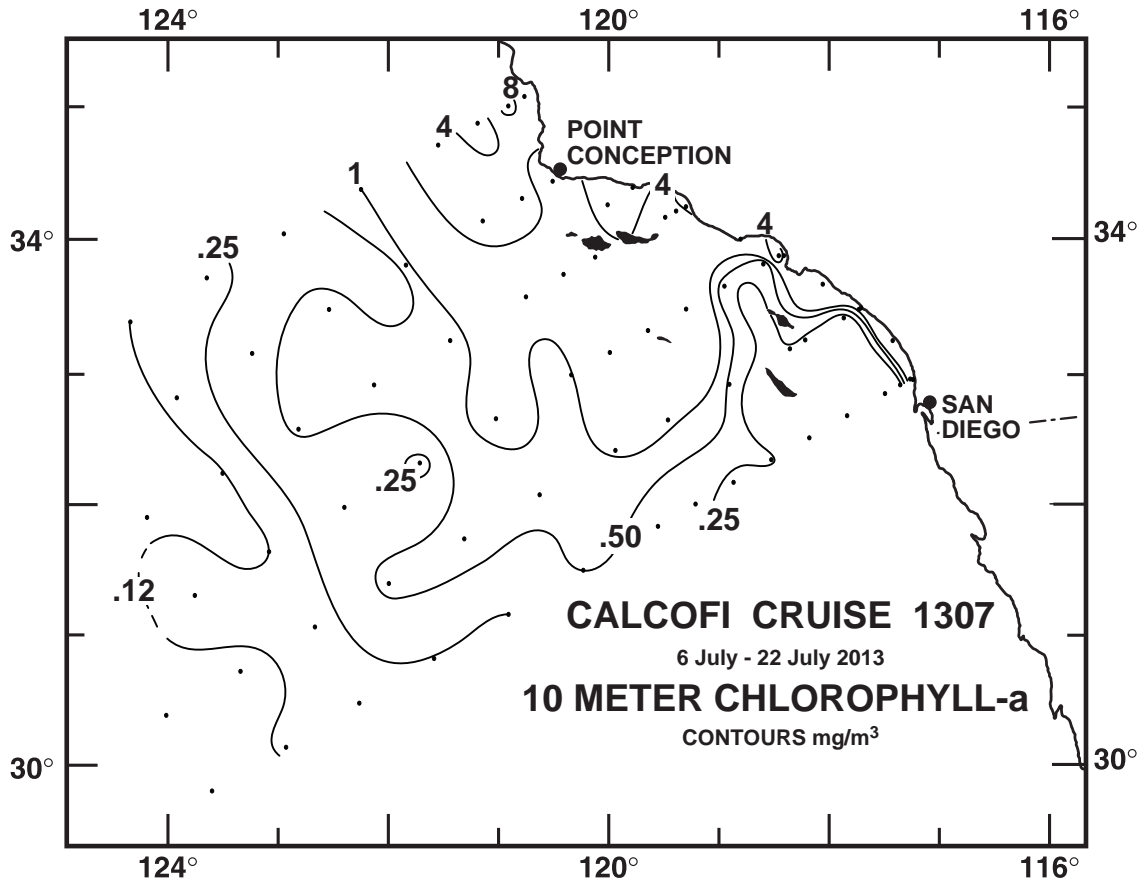 124° 120° 116°
8
4
POINT
CONCEPTION
1
4
4
34° 34°
.25
SAN
DIEGO
.25
.25
.50
.12
CALCOFI CRUISE 1307
6 July - 22 July 2013
10 METER CHLOROPHYLL-a
CONTOURS mg/m³
30° 30°
124° 120° 116°